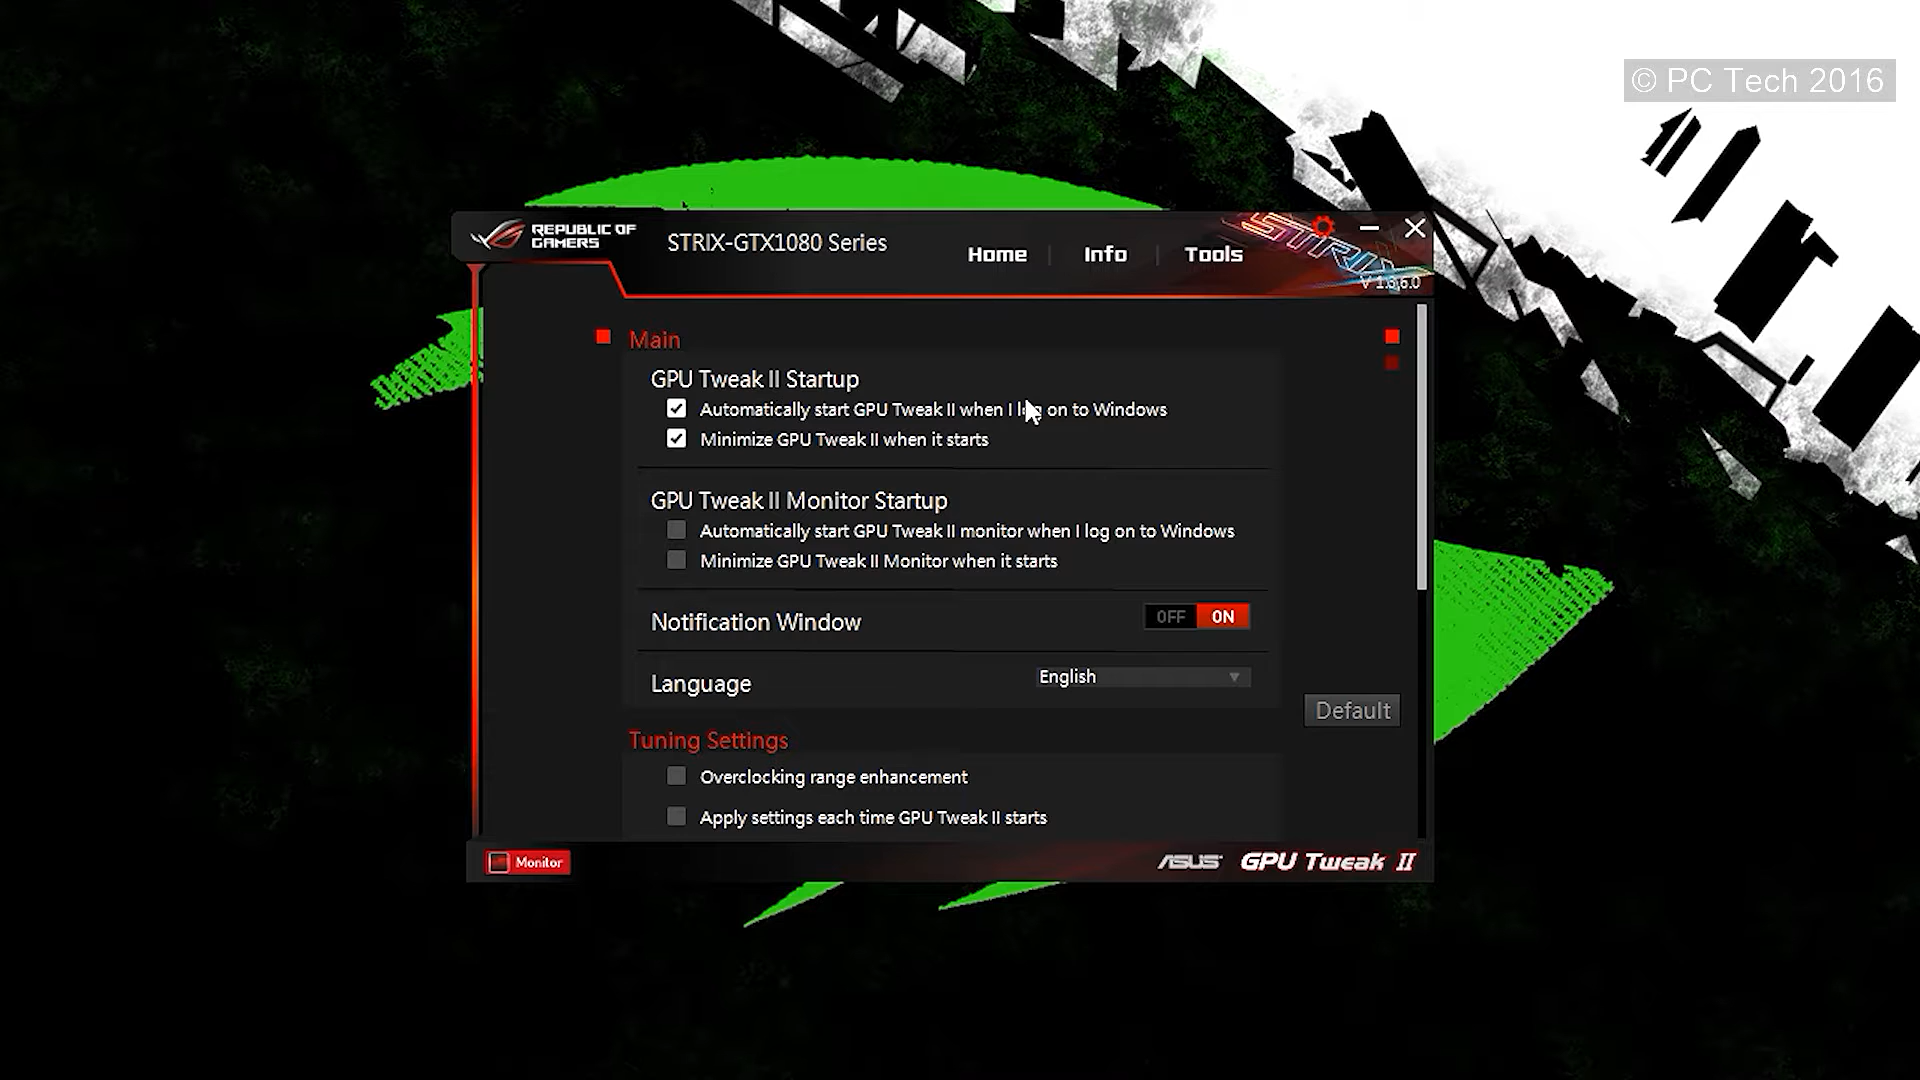 © PC Tech 2016
REPUBLIC OF
GAMERS
STRIX-GTX1080 Series
Home
Info
Tools
STRIX
Main
GPU Tweak II Startup
Automatically start GPU Tweak II when I log on to Windows
Minimize GPU Tweak II when it starts
GPU Tweak II Monitor Startup
Automatically start GPU Tweak II monitor when I log on to Windows
Minimize GPU Tweak II Monitor when it starts
Notification Window
OFF ON
Language
English
Default
Tuning Settings
Overclocking range enhancement
Apply settings each time GPU Tweak II starts
Monitor
ASUS GPU Tweak II